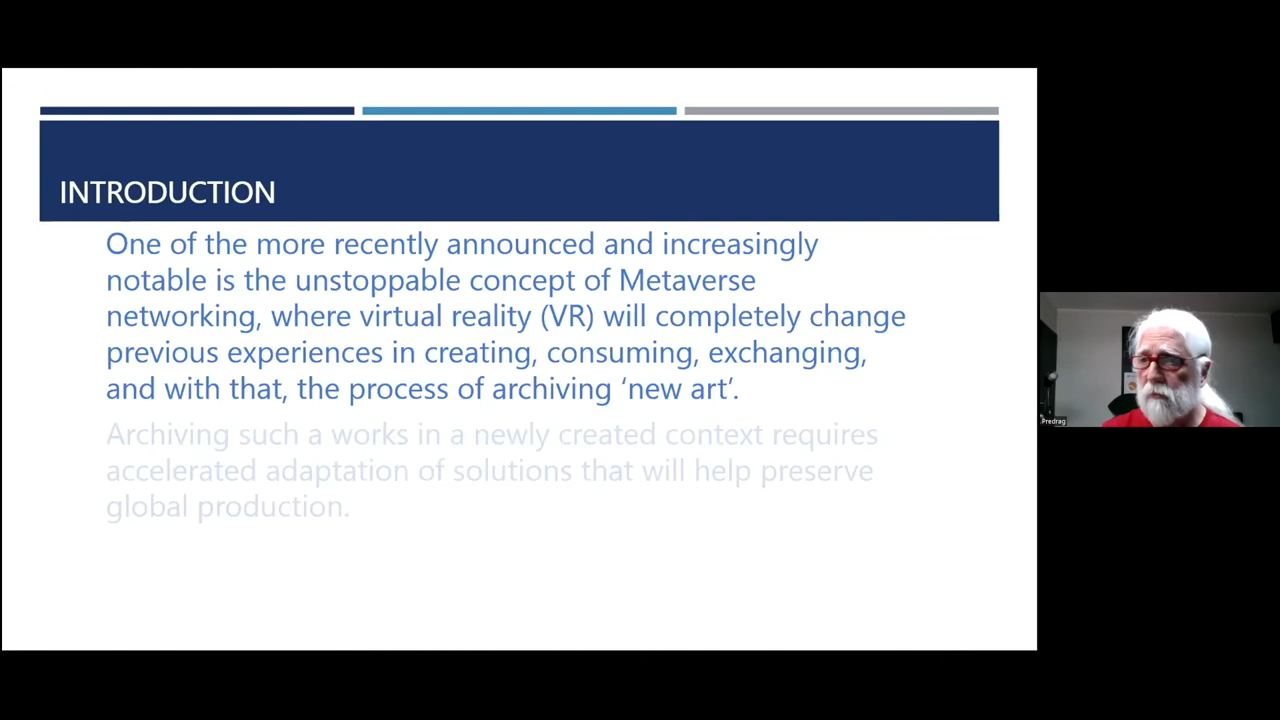 INTRODUCTION
One of the more recently announced and increasingly
notable is the unstoppable concept of Metaverse
networking, where virtual reality (VR) will completely change
previous experiences in creating, consuming, exchanging,
and with that, the process of archiving ‘new art’.
Archiving such a works in a newly created context requires
accelerated adaptation of solutions that will help preserve
global production.
Predrag